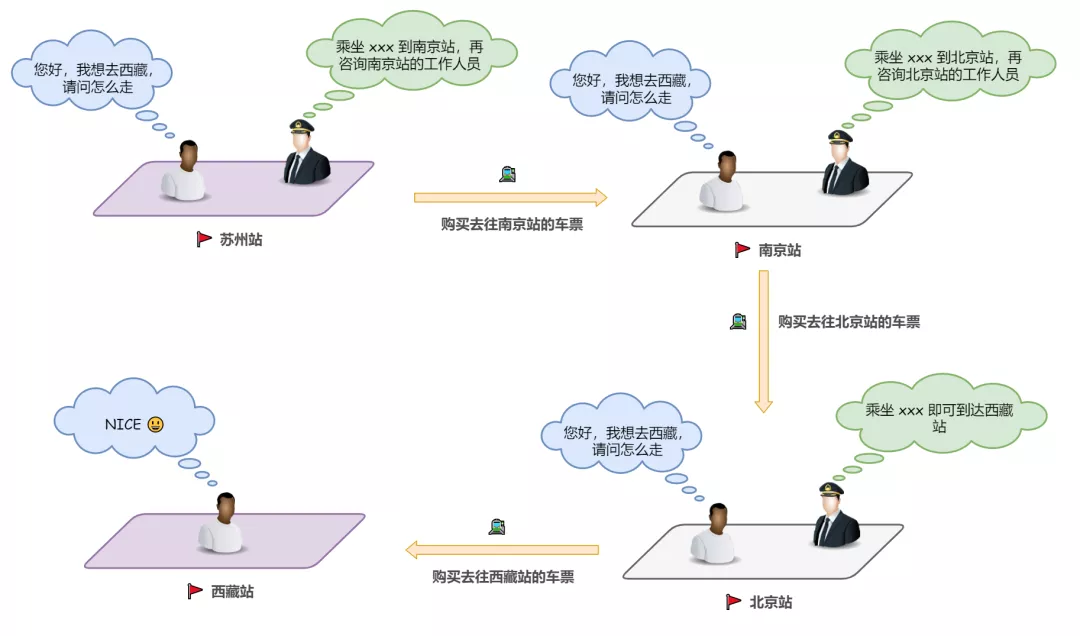 您好，我想去西藏，
请问怎么走
乘坐 xxx 到南京站，再
咨询南京站的工作人员
苏州站
购买去往南京站的车票
您好，我想去西藏，
请问怎么走
乘坐 xxx 到北京站，再
咨询北京站的工作人员
南京站
购买去往北京站的车票
您好，我想去西藏，
请问怎么走
乘坐 xxx 即可到达西藏
站
北京站
购买去往西藏站的车票
NICE 😃
西藏站